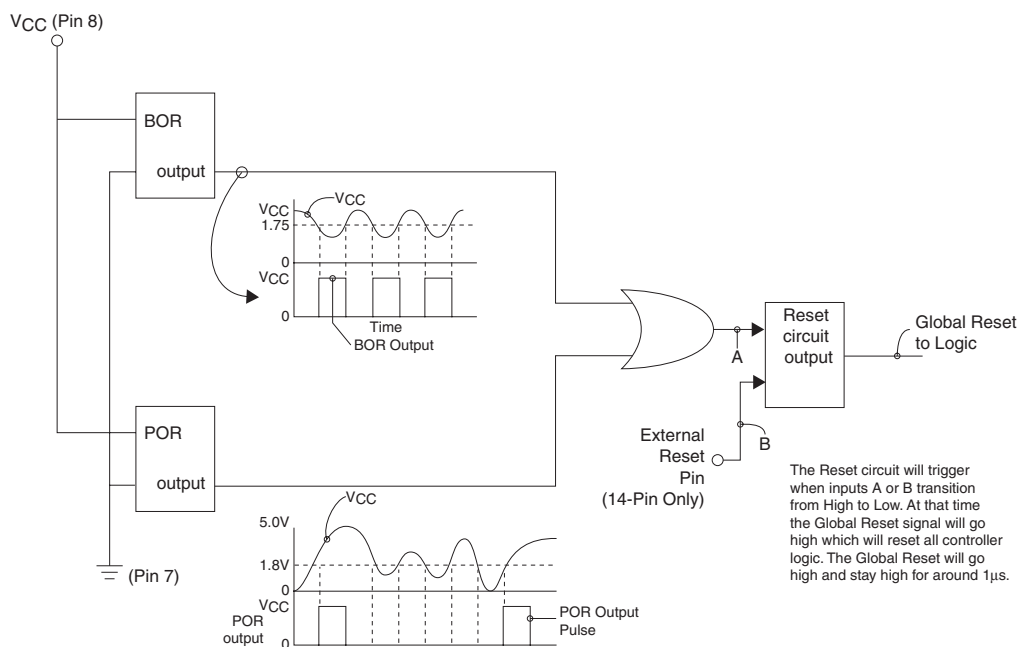 VCC (Pin 8)
BOR
output
VCC
VCC
1.75
0
VCC
0
Time
BOR Output
Reset
circuit
output
Global Reset
to Logic
A
B
External
Reset
Pin
(14-Pin Only)
POR
output
(Pin 7)
VCC
5.0V
1.8V
0
VCC
POR
output
0
POR Output
Pulse
The Reset circuit will trigger
when inputs A or B transition
from High to Low. At that time
the Global Reset signal will go
high which will reset all controller
logic. The Global Reset will go
high and stay high for around 1µs.